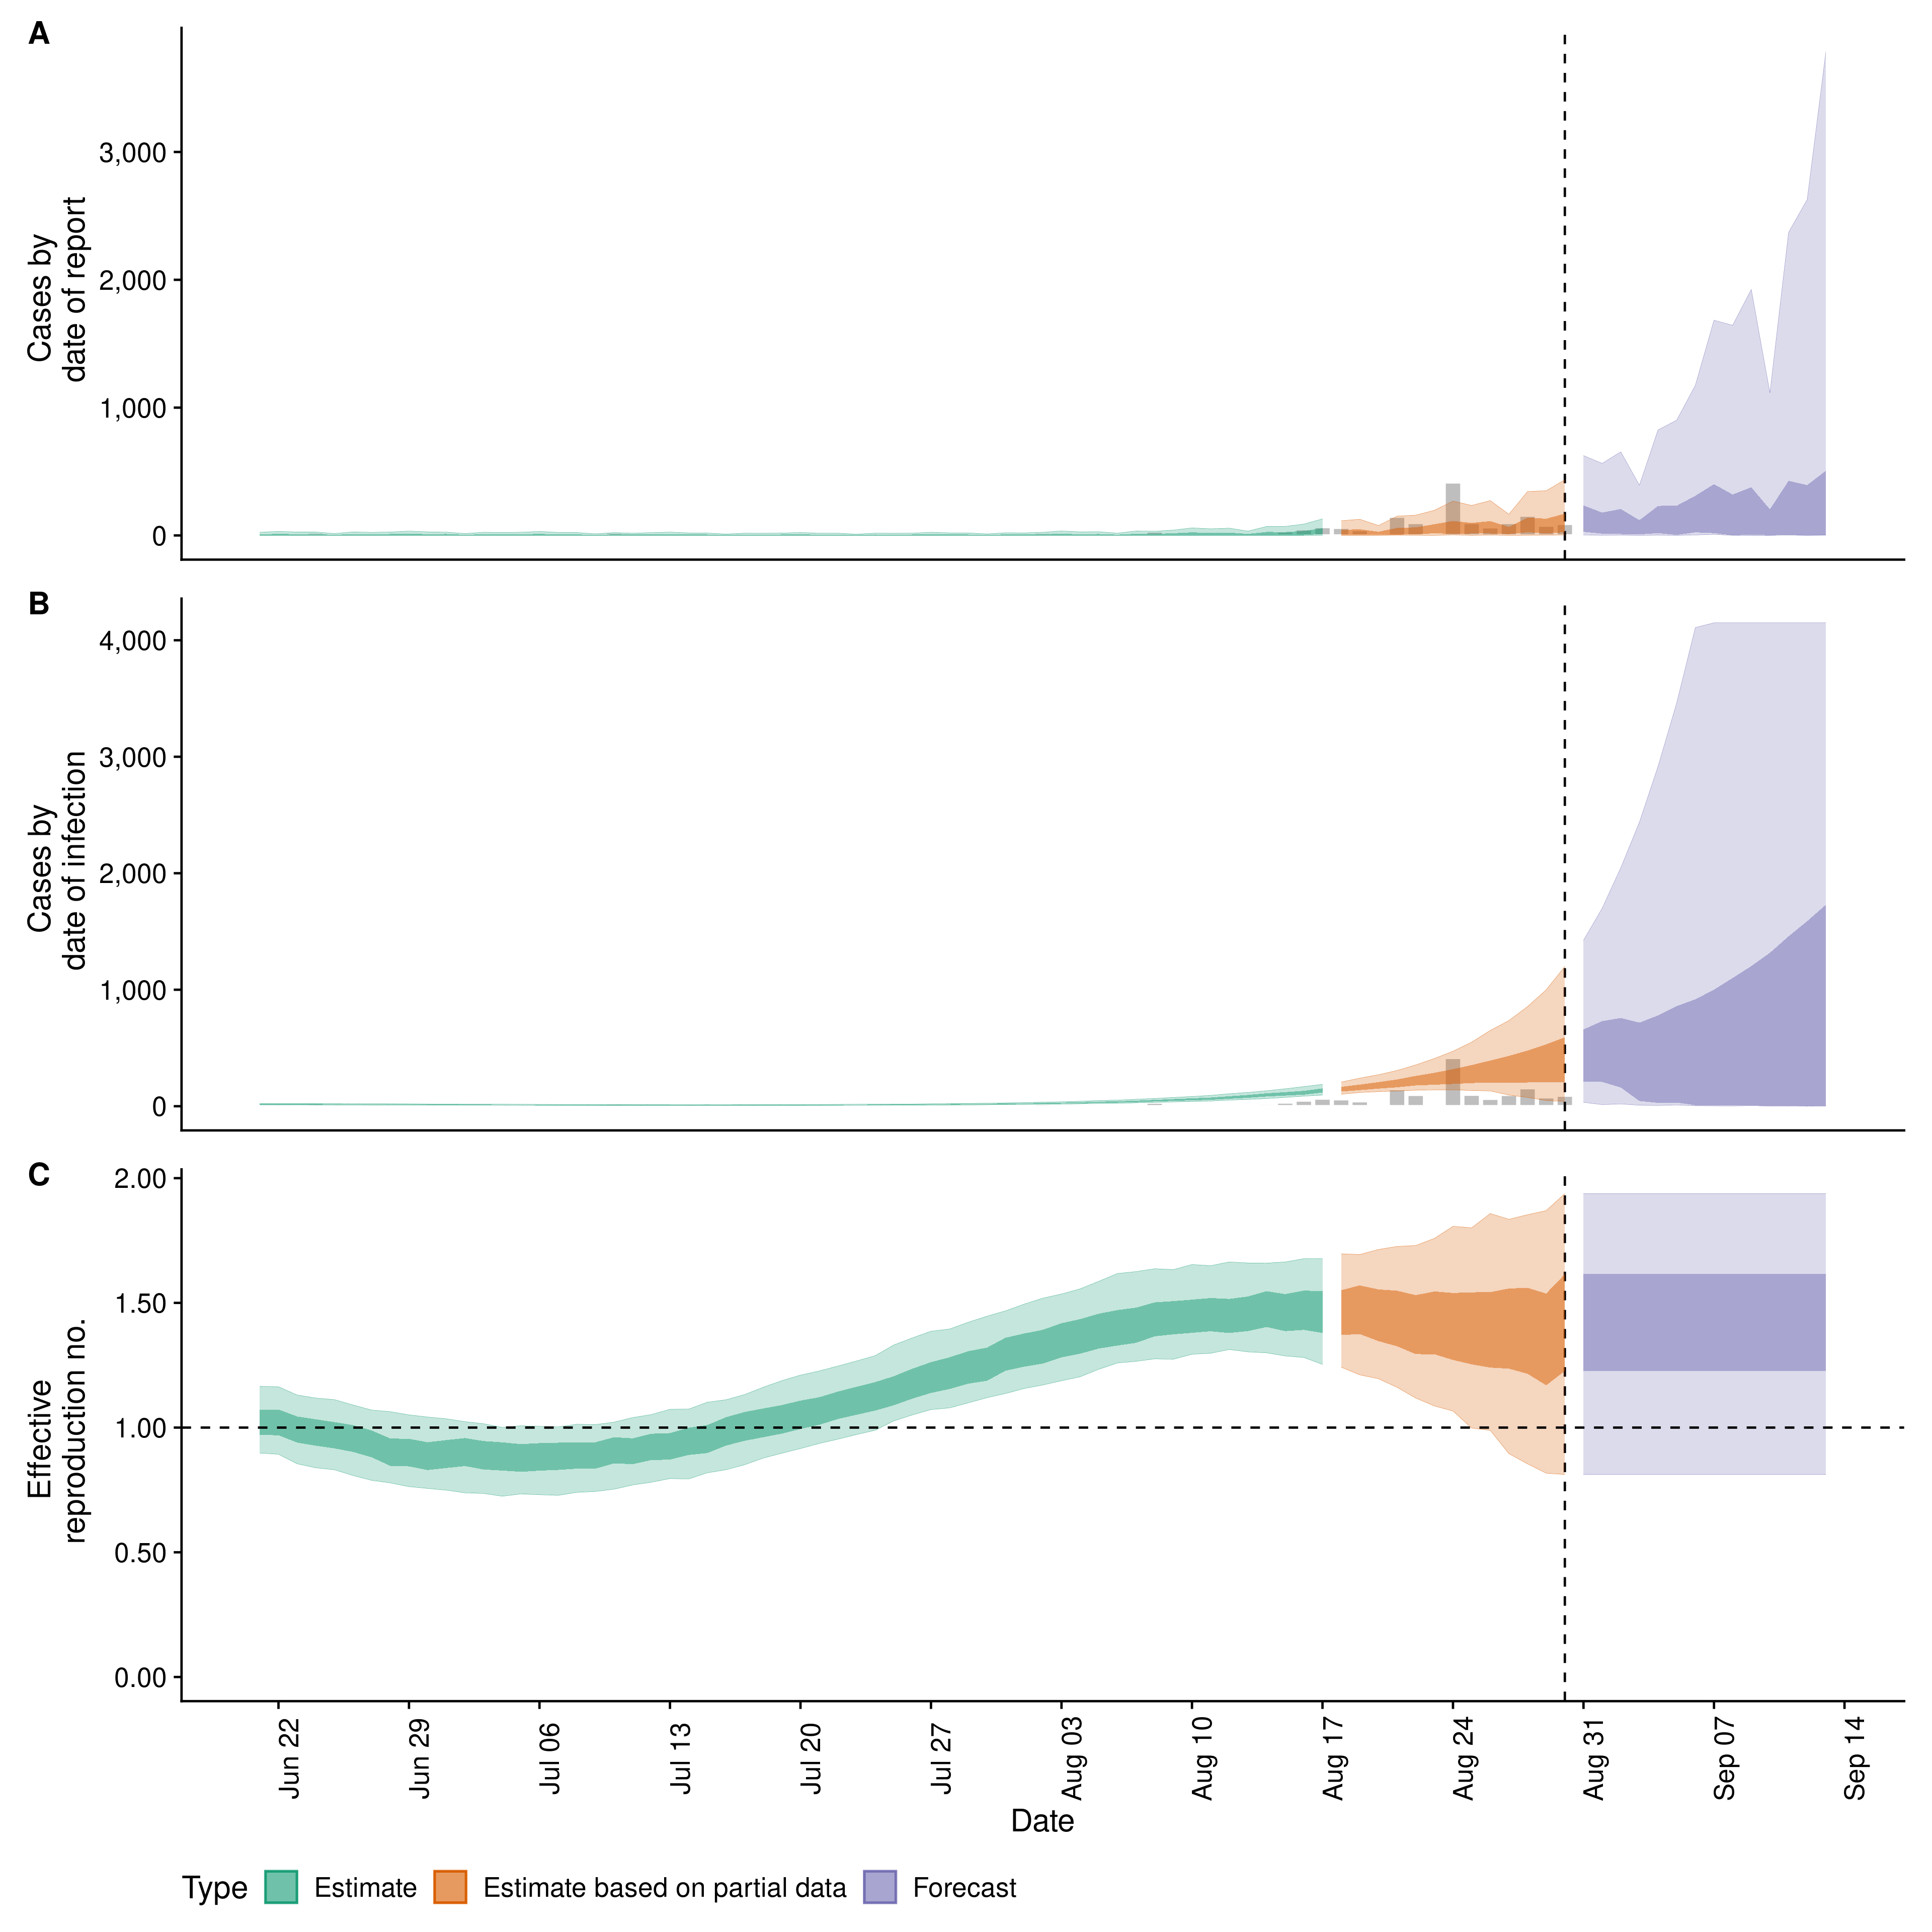 A
Cases by
date of report
3,000
2,000
1,000
0
B
Cases by
date of infection
4,000
3,000
2,000
1,000
0
C
Effective
reproduction no.
2.00
1.50
1.00
0.50
0.00
Jun 22
Jun 29
Jul 06
Jul 13
Jul 20
Jul 27
Aug 03
Aug 10
Aug 17
Aug 24
Aug 31
Sep 07
Sep 14
Date
Type Estimate Estimate based on partial data Forecast